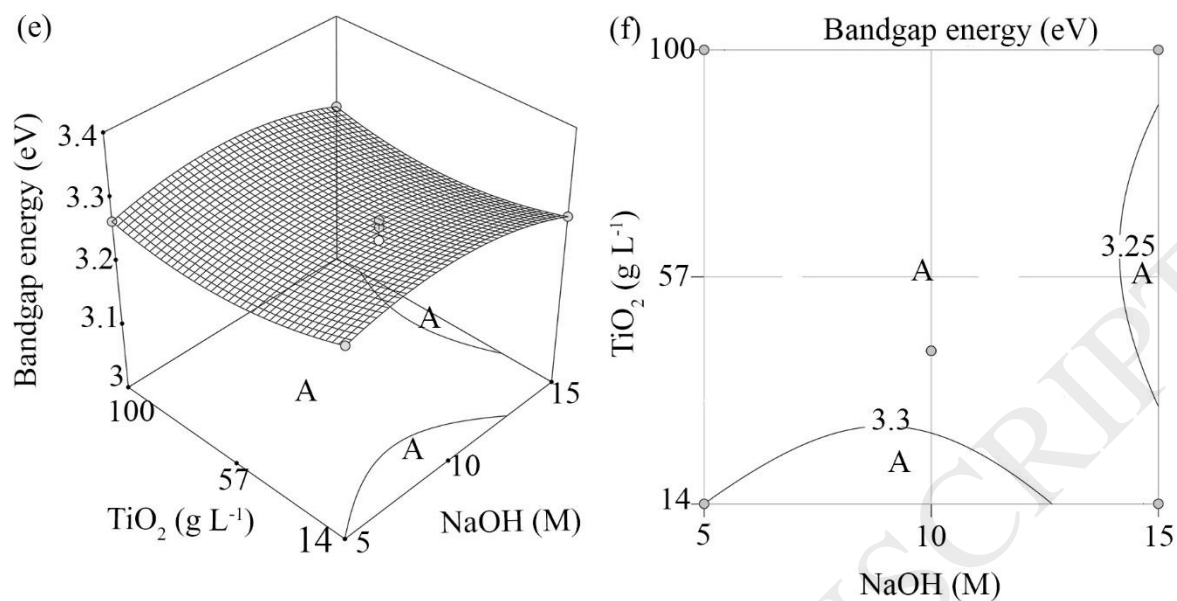 (e)
3.4
3.3
3.2
3.1
3
Bandgap energy (eV)
100
57
14
TiO₂ (g L⁻¹)
5
10
15
NaOH (M)
A
A
A
(f)
Bandgap energy (eV)
100
57
14
TiO₂ (g L⁻¹)
3.25
A
A
3.3
A
5
10
15
NaOH (M)